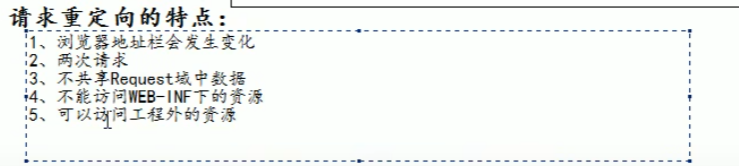 请求重定向的特点:
1、浏览器地址栏会发生变化
2、两次请求
3、不共享Request域中数据
4、不能访问WEB-INF下的资源
5、可以访问工程外的资源